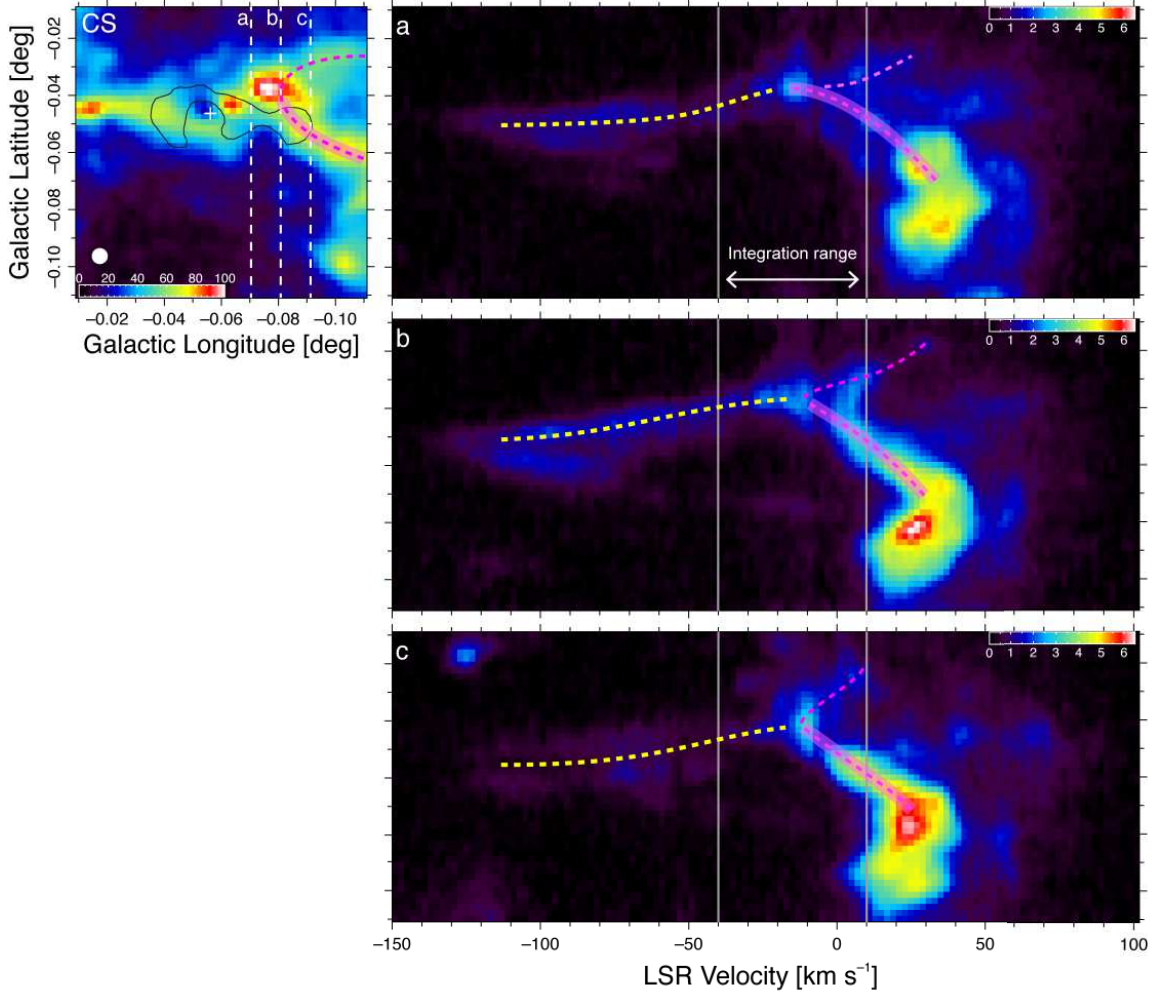 CS
a
b
c
0 20 40 60 80 100
−0.02
−0.04
−0.06
−0.08
−0.10
Galactic Latitude [deg]
−0.02 −0.04 −0.06 −0.08 −0.10
Galactic Longitude [deg]
a
0 1 2 3 4 5 6
Integration range
b
0 1 2 3 4 5 6
c
0 1 2 3 4 5 6
−150 −100 −50 0 50 100
LSR Velocity [km s⁻¹]